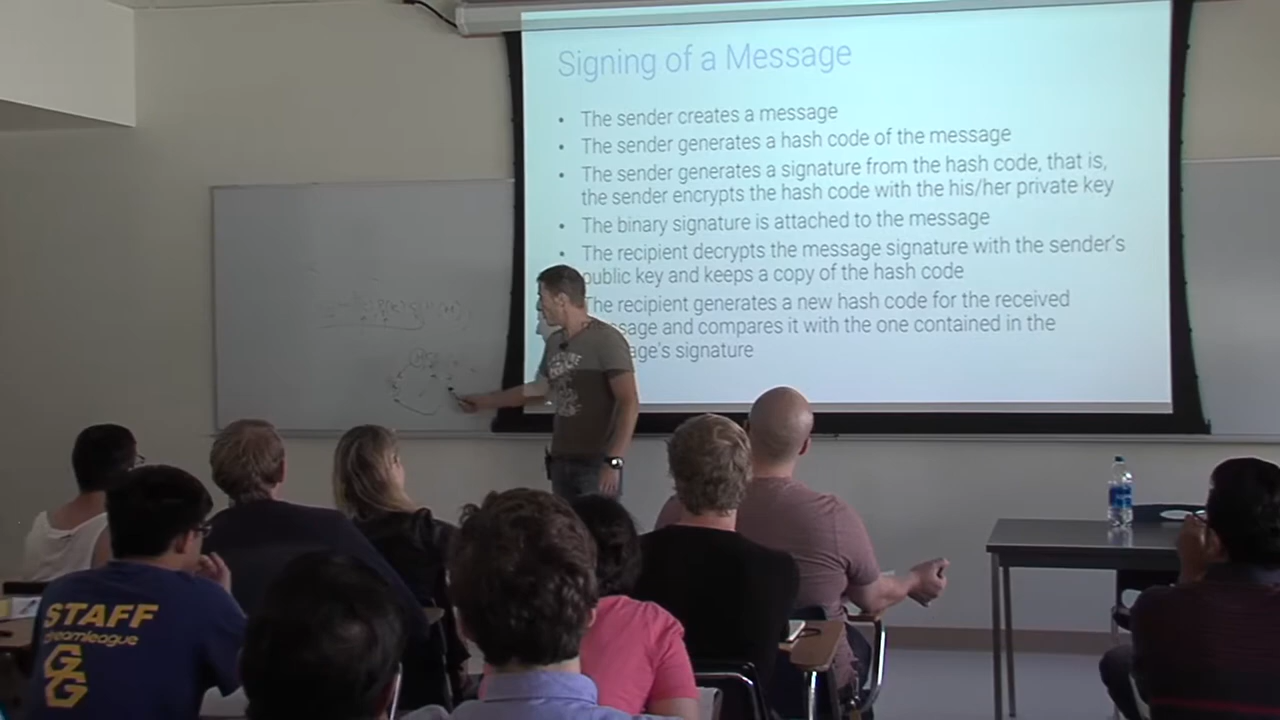 Signing of a Message
• The sender creates a message
• The sender generates a hash code of the message
• The sender generates a signature from the hash code, that is,
the sender encrypts the hash code with the his/her private key
• The binary signature is attached to the message
• The recipient decrypts the message signature with the sender's
public key and keeps a copy of the hash code
The recipient generates a new hash code for the received
ssage and compares it with the one contained in the
age's signature
STAFF
dreamleague
G
G